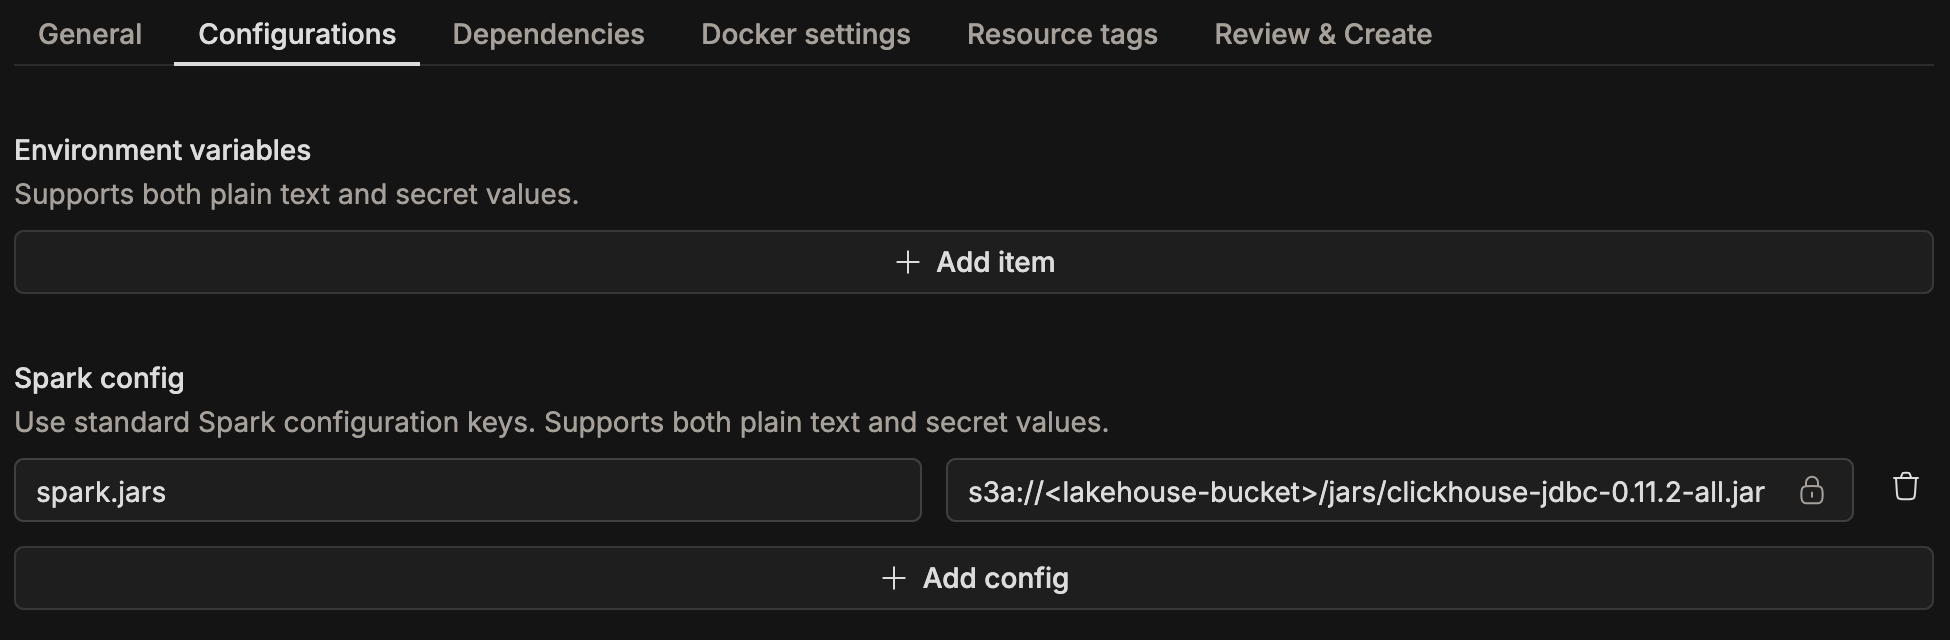 General Configurations Dependencies Docker settings Resource tags Review & Create
Environment variables
Supports both plain text and secret values.
Add item
Spark config
Use standard Spark configuration keys. Supports both plain text and secret values.
spark.jars s3a://<lakehouse-bucket>/jars/clickhouse-jdbc-0.11.2-all.jar
Add config